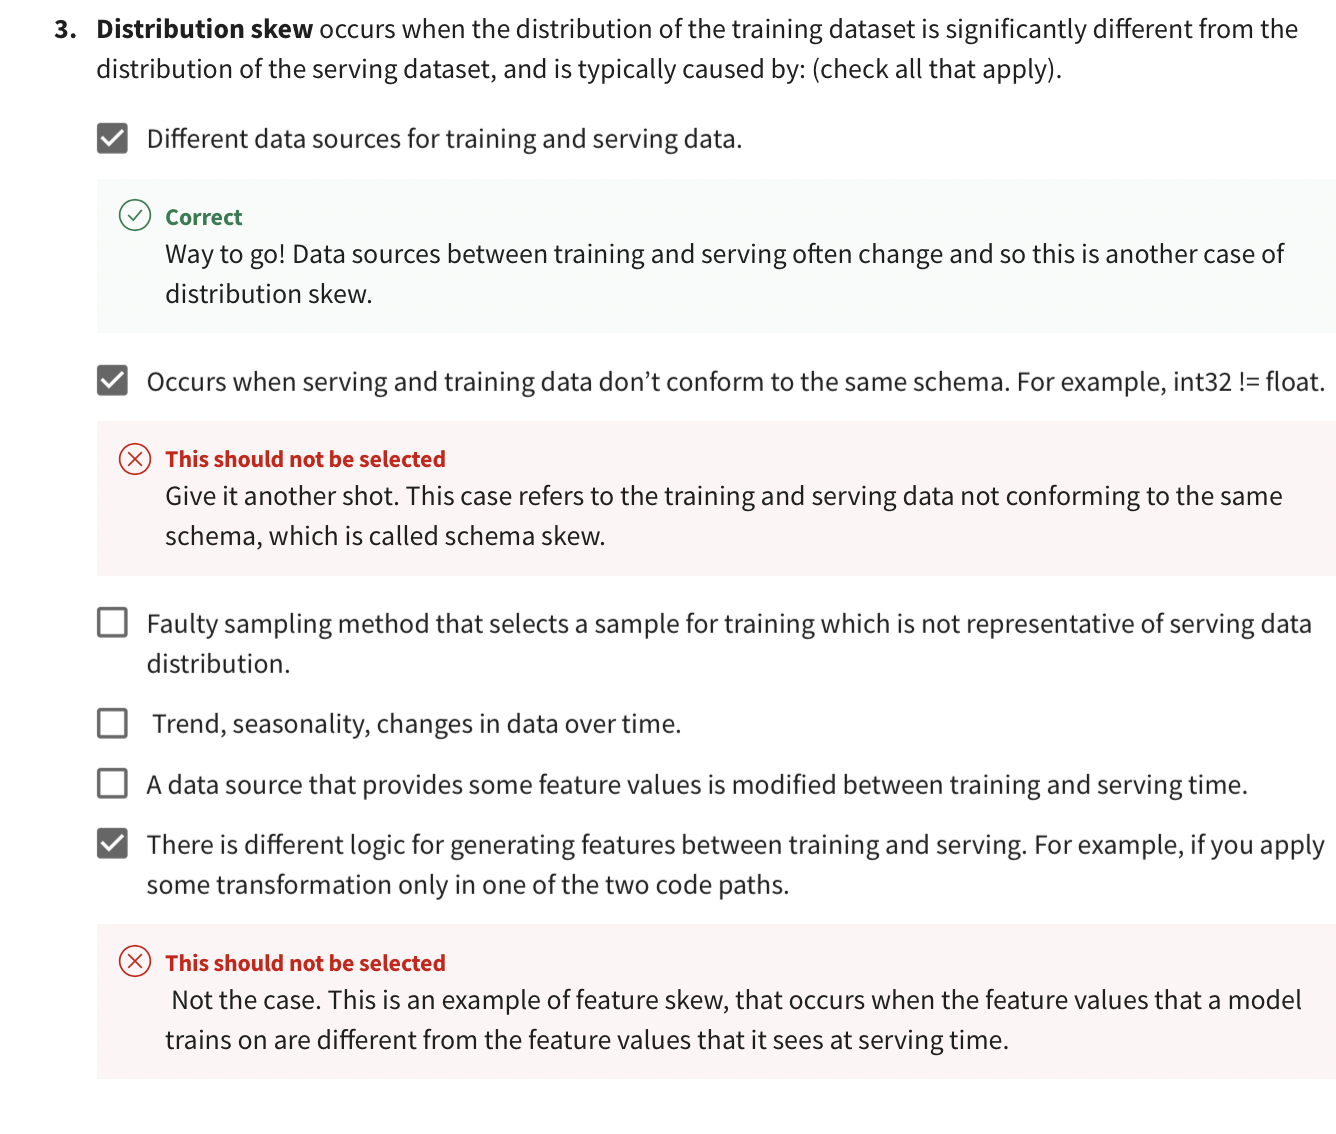 3. Distribution skew occurs when the distribution of the training dataset is significantly different from the
distribution of the serving dataset, and is typically caused by: (check all that apply).
Different data sources for training and serving data.
Correct
Way to go! Data sources between training and serving often change and so this is another case of
distribution skew.
Occurs when serving and training data don’t conform to the same schema. For example, int32 != float.
This should not be selected
Give it another shot. This case refers to the training and serving data not conforming to the same
schema, which is called schema skew.
Faulty sampling method that selects a sample for training which is not representative of serving data
distribution.
Trend, seasonality, changes in data over time.
A data source that provides some feature values is modified between training and serving time.
There is different logic for generating features between training and serving. For example, if you apply
some transformation only in one of the two code paths.
This should not be selected
Not the case. This is an example of feature skew, that occurs when the feature values that a model
trains on are different from the feature values that it sees at serving time.